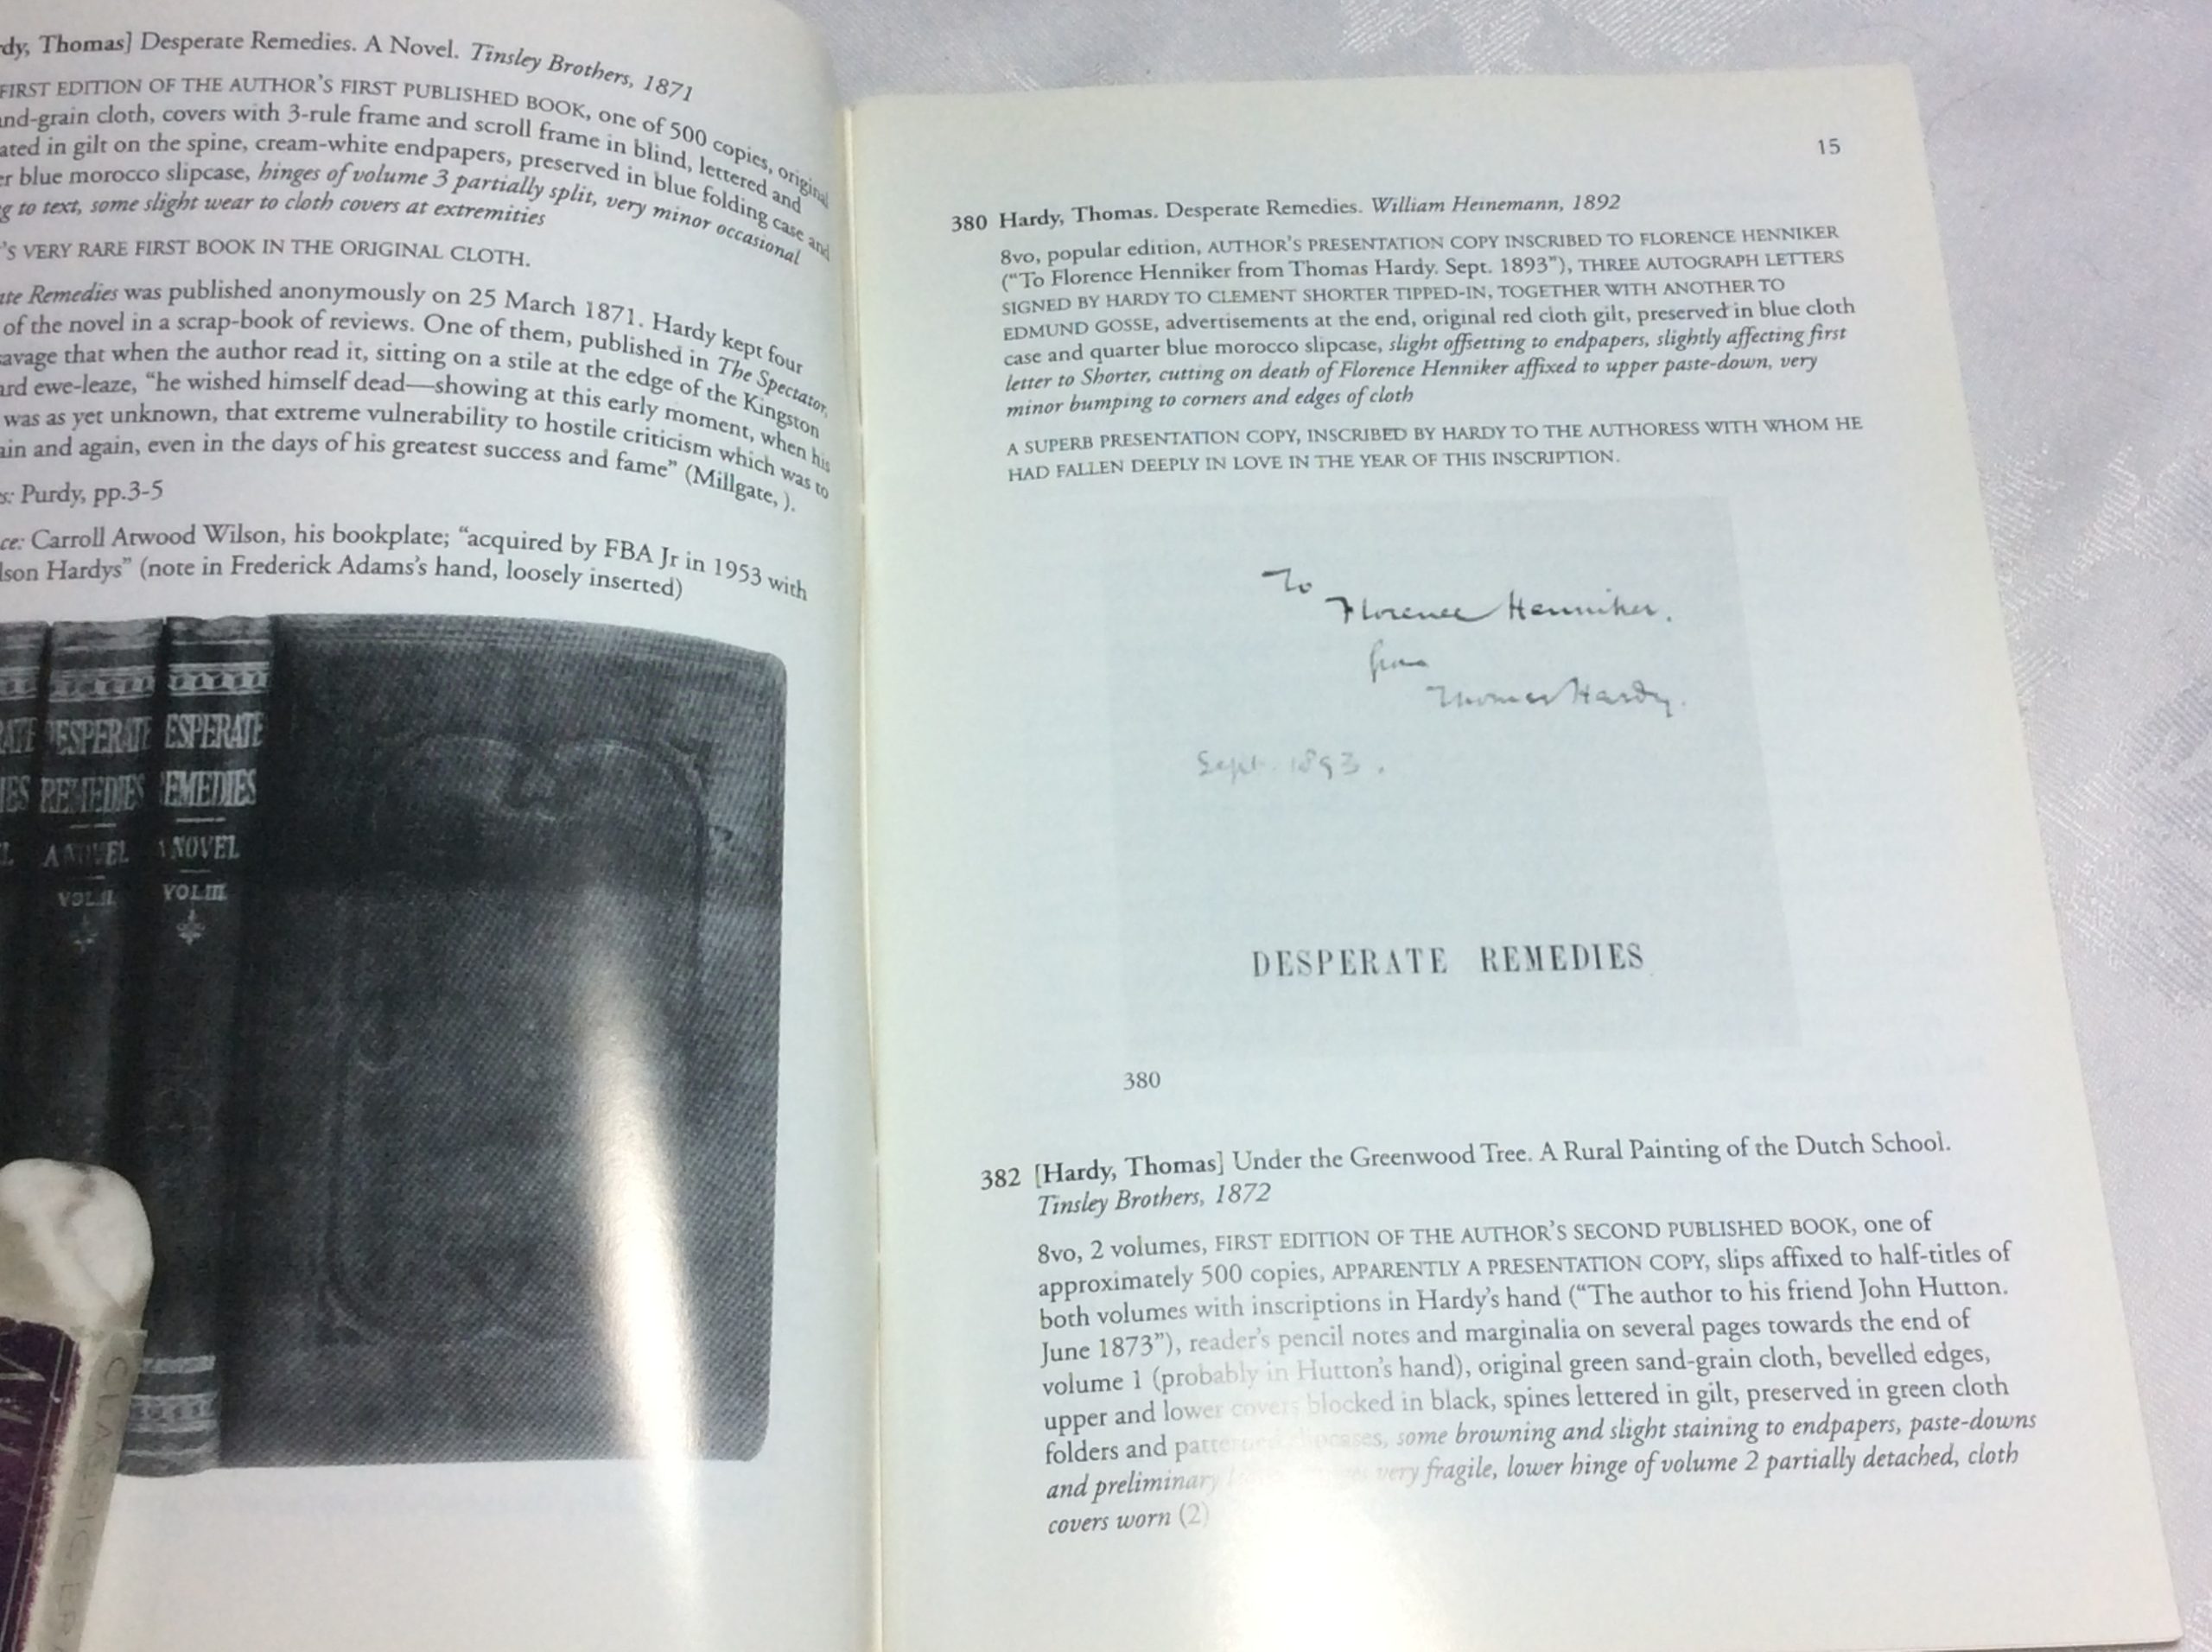 dy, Thomas] Desperate Remedies. A Novel. Tinsley Brothers, 1871
FIRST EDITION OF THE AUTHOR'S FIRST PUBLISHED BOOK, one of 500 copies, original
nd-grain cloth, covers with 3-rule frame and scroll frame in blind, lettered and
ated in gilt on the spine, cream-white endpapers, preserved in blue folding case and
er blue morocco slipcase, hinges of volume 3 partially split, very minor occasional
g to text, some slight wear to cloth covers at extremities
'S VERY RARE FIRST BOOK IN THE ORIGINAL CLOTH.
ate Remedies was published anonymously on 25 March 1871. Hardy kept four
of the novel in a scrap-book of reviews. One of them, published in The Spectator,
avage that when the author read it, sitting on a stile at the edge of the Kingston
ard ewe-leaze, "he wished himself dead—showing at this early moment, when his
was as yet unknown, that extreme vulnerability to hostile criticism which was to
ain and again, even in the days of his greatest success and fame" (Millgate, ).
s: Purdy, pp.3-5
ce: Carroll Atwood Wilson, his bookplate; "acquired by FBA Jr in 1953 with
lson Hardys" (note in Frederick Adams's hand, loosely inserted)
RATE DESPERATE ESPERATE
IES REMEDIES EMEDIES
L A NOVEL A NOVEL
VOL.II. VOL.III.
CLASSIC
15
380 Hardy, Thomas. Desperate Remedies. William Heinemann, 1892
8vo, popular edition, AUTHOR'S PRESENTATION COPY INSCRIBED TO FLORENCE HENNIKER
("To Florence Henniker from Thomas Hardy. Sept. 1893"), THREE AUTOGRAPH LETTERS
SIGNED BY HARDY TO CLEMENT SHORTER TIPPED-IN, TOGETHER WITH ANOTHER TO
EDMUND GOSSE, advertisements at the end, original red cloth gilt, preserved in blue cloth
case and quarter blue morocco slipcase, slight offsetting to endpapers, slightly affecting first
letter to Shorter, cutting on death of Florence Henniker affixed to upper paste-down, very
minor bumping to corners and edges of cloth
A SUPERB PRESENTATION COPY, INSCRIBED BY HARDY TO THE AUTHORESS WITH WHOM HE
HAD FALLEN DEEPLY IN LOVE IN THE YEAR OF THIS INSCRIPTION.
To
Florence Henniker.
from
Thomas Hardy.
Sept. 1893.
DESPERATE REMEDIES
380
382 [Hardy, Thomas] Under the Greenwood Tree. A Rural Painting of the Dutch School.
Tinsley Brothers, 1872
8vo, 2 volumes, FIRST EDITION OF THE AUTHOR'S SECOND PUBLISHED BOOK, one of
approximately 500 copies, APPARENTLY A PRESENTATION COPY, slips affixed to half-titles of
both volumes with inscriptions in Hardy's hand ("The author to his friend John Hutton.
June 1873"), reader's pencil notes and marginalia on several pages towards the end of
volume 1 (probably in Hutton's hand), original green sand-grain cloth, bevelled edges,
upper and lower covers blocked in black, spines lettered in gilt, preserved in green cloth
folders and patterned slipcases, some browning and slight staining to endpapers, paste-downs
and preliminary very fragile, lower hinge of volume 2 partially detached, cloth
covers worn (2)